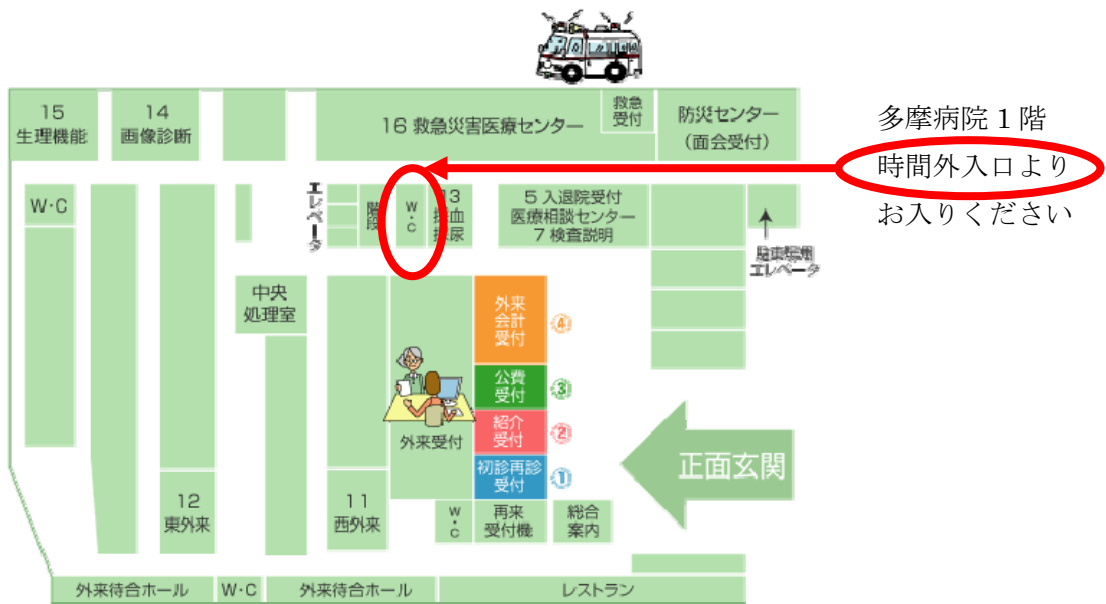 15
生理機能
14
画像診断
16 救急災害医療センター
救急
受付
防災センター
(面会受付)
多摩病院 1 階
時間外入口より
お入りください
W・C
エレベータ
階段
W・C
13
採血
採尿
5 入退院受付
医療相談センター
7 検査説明
駐車場用
エレベータ
中央
処理室
外来
会計
受付
④
公費
受付
③
紹介
受付
②
外来受付
初診再診
受付
①
正面玄関
12
東外来
11
西外来
W・C
再来
受付機
総合
案内
外来待合ホール
W・C
外来待合ホール
レストラン